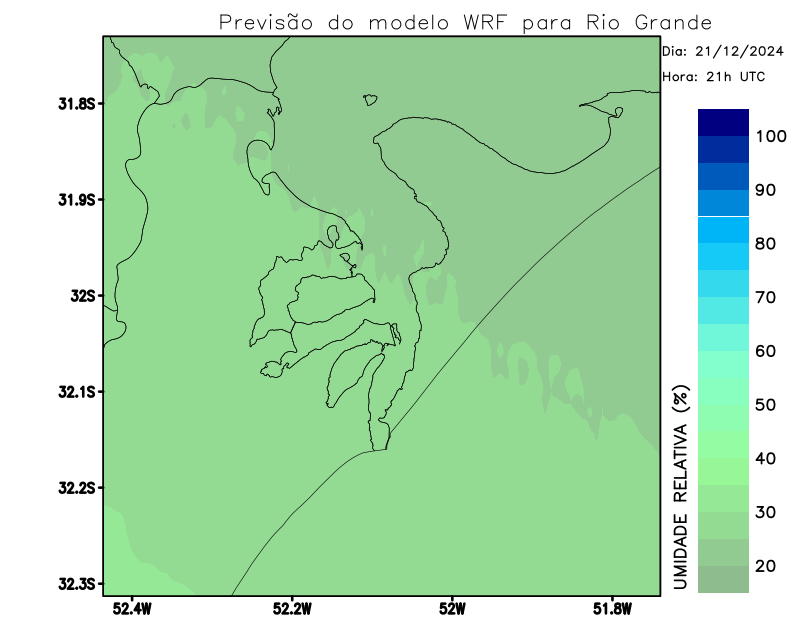 Previsão do modelo WRF para Rio Grande
Dia: 21/12/2024
Hora: 21h UTC
31.8S
31.9S
32S
32.1S
32.2S
32.3S
52.4W 52.2W 52W 51.8W
UMIDADE RELATIVA (%)
100
90
80
70
60
50
40
30
20